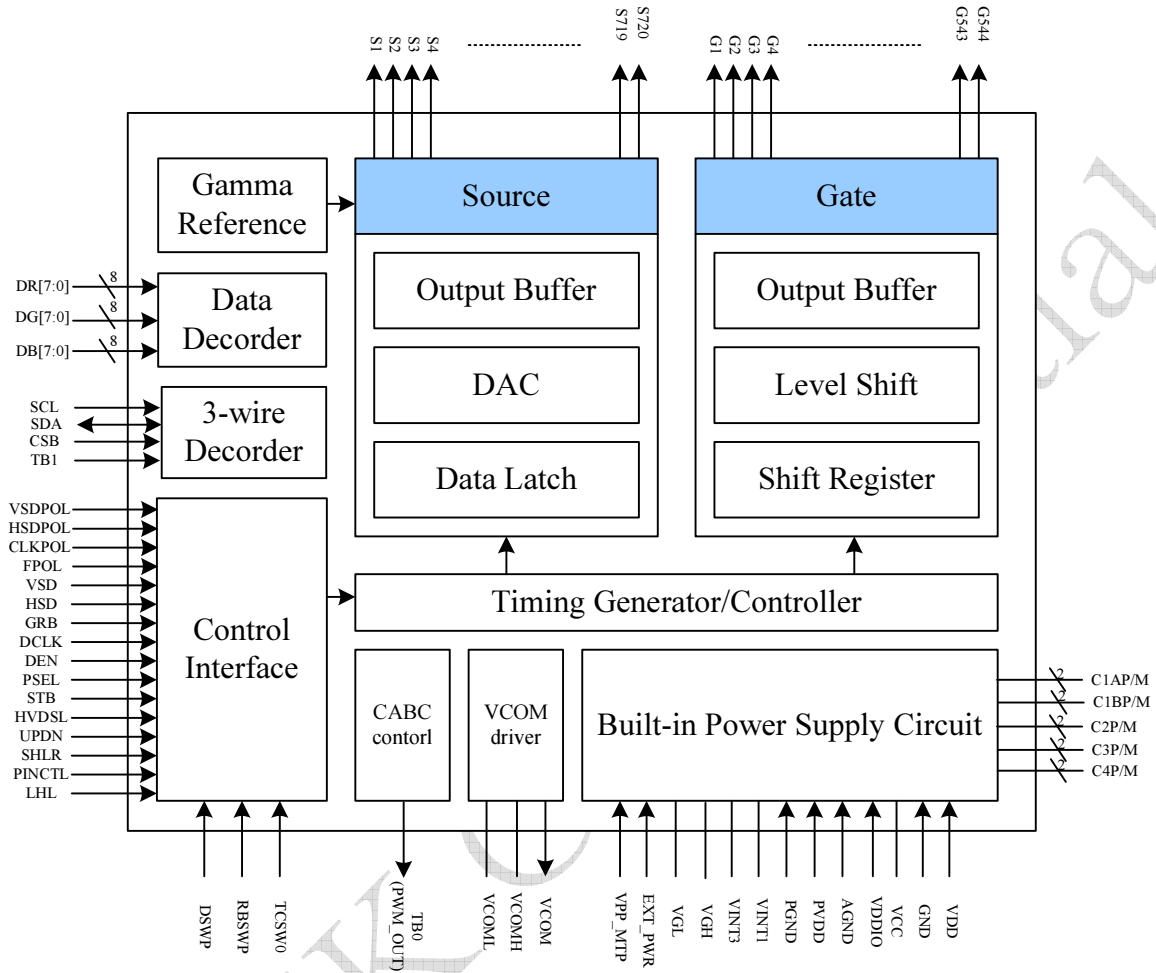 S1
S2
S3
S4
S719
S720
G1
G2
G3
G4
G543
G544
Gamma
Reference
Source
Gate
DR[7:0]
8
DG[7:0]
8
DB[7:0]
8
Data
Decorder
Output Buffer
DAC
Data Latch
Output Buffer
Level Shift
Shift Register
SCL
SDA
CSB
TB1
3-wire
Decorder
VSDPOL
HSDPOL
CLKPOL
FPOL
VSD
HSD
GRB
DCLK
DEN
PSEL
STB
HVDSL
UPDN
SHLR
PINCTL
LHL
Control
Interface
Timing Generator/Controller
CABC
contorl
VCOM
driver
Built-in Power Supply Circuit
2
C1AP/M
2
C1BP/M
2
C2P/M
2
C3P/M
2
C4P/M
DSWP
RBSWP
TCSW0
TB0
(PWM_OUT)
VCOML
VCOMH
VCOM
VPP_MTP
EXT_PWR
VGL
VGH
VINT3
VINT1
PGND
PVDD
AGND
VDDIO
VCC
GND
VDD